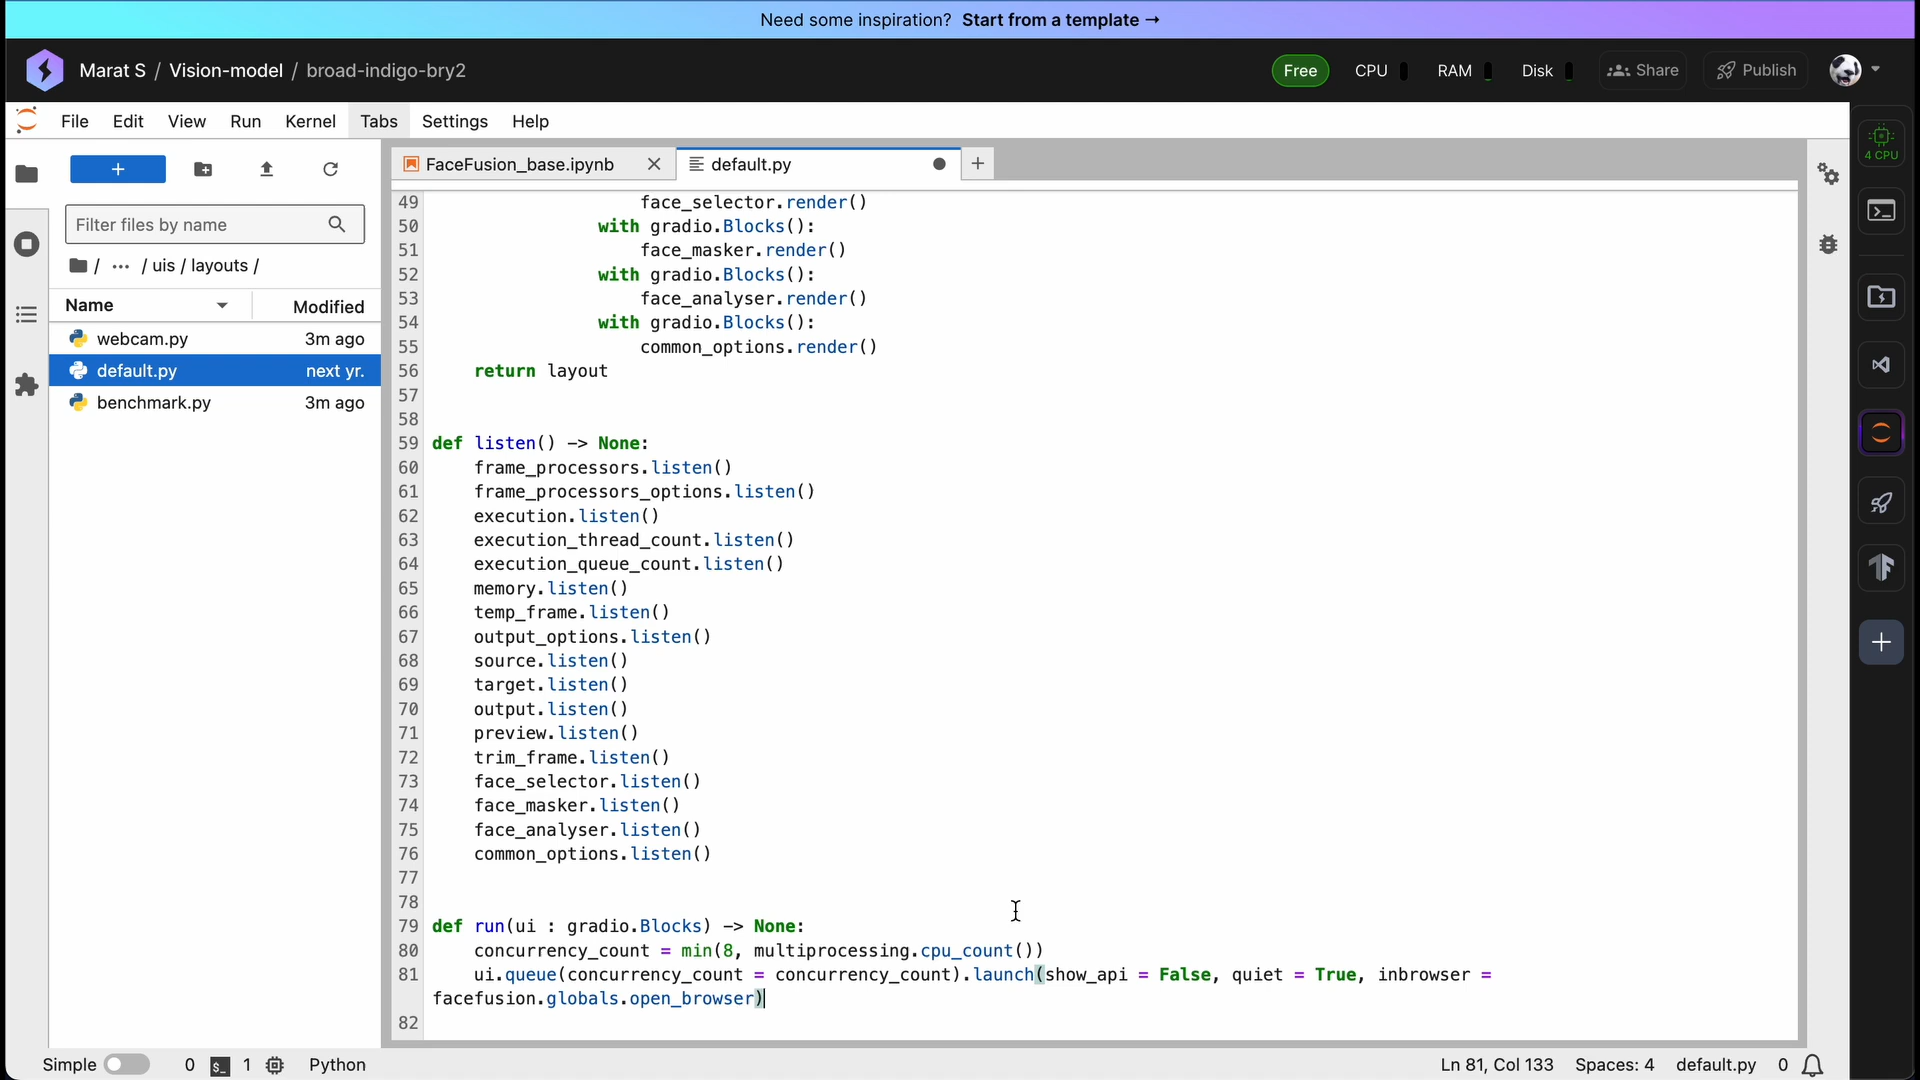 Need some inspiration? Start from a template →
Marat S / Vision-model / broad-indigo-bry2
Free CPU RAM Disk Share Publish
File Edit View Run Kernel Tabs Settings Help
4 CPU
+
FaceFusion_base.ipynb
default.py
+
Filter files by name
/ ··· / uis / layouts /
Name Modified
webcam.py 3m ago
default.py next yr.
benchmark.py 3m ago
49 face_selector.render()
50 with gradio.Blocks():
51 face_masker.render()
52 with gradio.Blocks():
53 face_analyser.render()
54 with gradio.Blocks():
55 common_options.render()
56 return layout
57
58
59 def listen() -> None:
60 frame_processors.listen()
61 frame_processors_options.listen()
62 execution.listen()
63 execution_thread_count.listen()
64 execution_queue_count.listen()
65 memory.listen()
66 temp_frame.listen()
67 output_options.listen()
68 source.listen()
69 target.listen()
70 output.listen()
71 preview.listen()
72 trim_frame.listen()
73 face_selector.listen()
74 face_masker.listen()
75 face_analyser.listen()
76 common_options.listen()
77
78
79 def run(ui : gradio.Blocks) -> None:
80 concurrency_count = min(8, multiprocessing.cpu_count())
81 ui.queue(concurrency_count = concurrency_count).launch(show_api = False, quiet = True, inbrowser =
facefusion.globals.open_browser)
82
Simple 0 $_ 1 Python Ln 81, Col 133 Spaces: 4 default.py 0